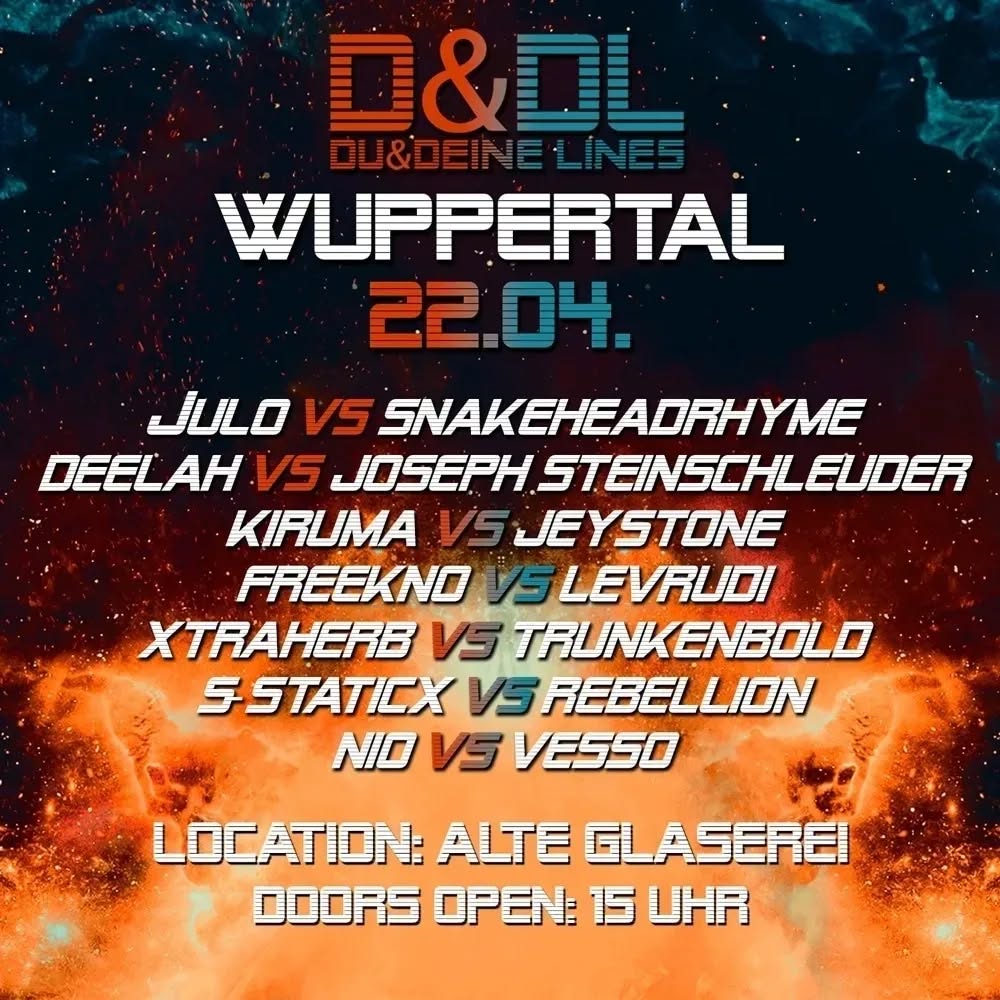 D&DL
DU&DEINE LINES
WUPPERTAL
22.04.
JULO VS SNAKEHEADRHYME
DEELAH VS JOSEPH STEINSCHLEUDER
KIRUMA VS JEYSTONE
FREEKNO VS LEVRUDI
XTRAHERB VS TRUNKENBOLD
S-STATICX VS REBELLION
NIO VS VESSO
LOCATION: ALTE GLASEREI
DOORS OPEN: 15 UHR